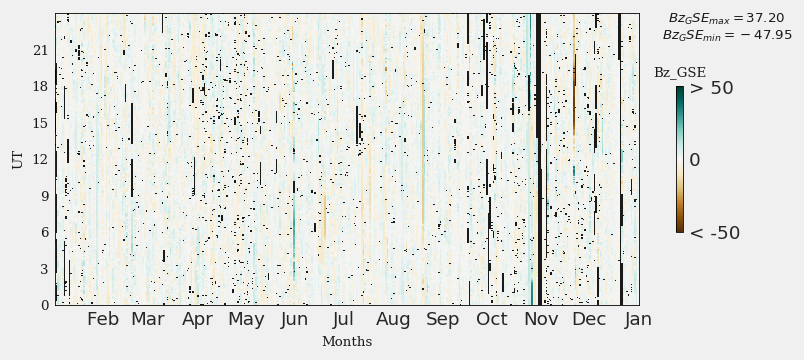 Bz_GSE_max = 37.20
Bz_GSE_min = −47.95
Bz_GSE
> 50
0
< -50
UT
21
18
15
12
9
6
3
0
Feb Mar Apr May Jun Jul Aug Sep Oct Nov Dec Jan
Months